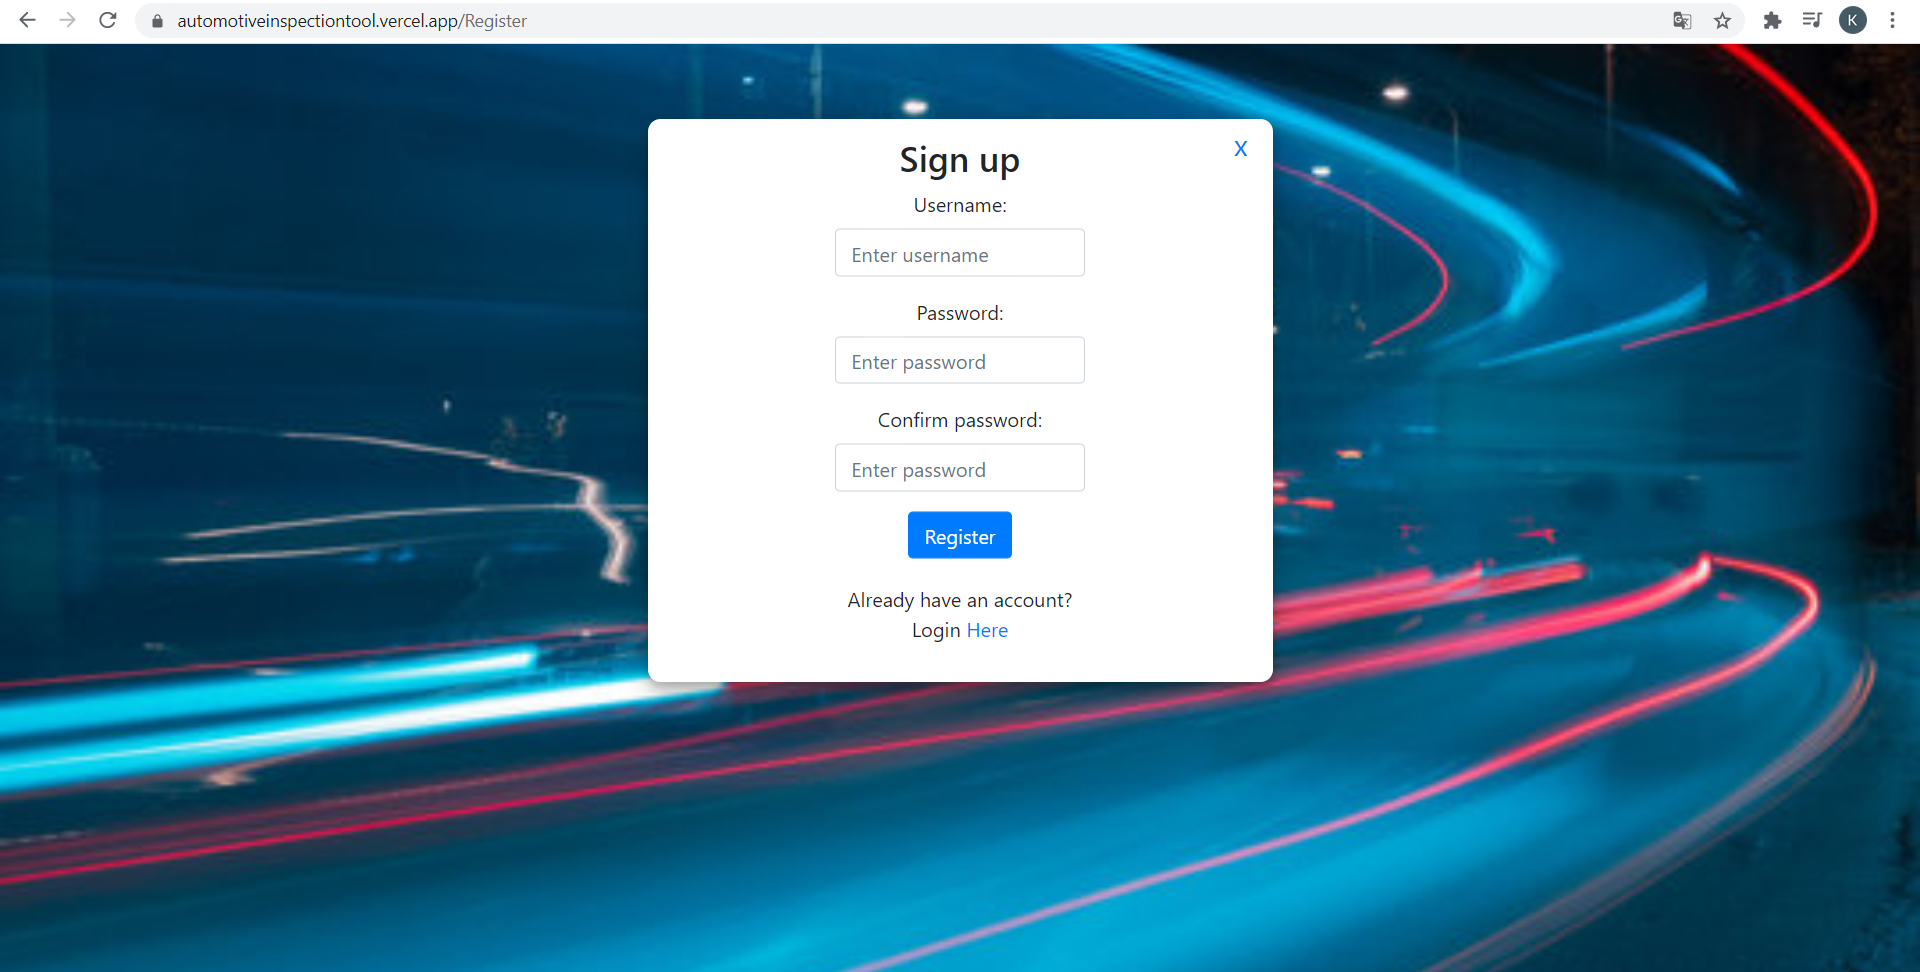 automotiveinspectiontool.vercel.app/Register
K
Sign up
X
Username:
Enter username
Password:
Enter password
Confirm password:
Enter password
Register
Already have an account?
Login Here